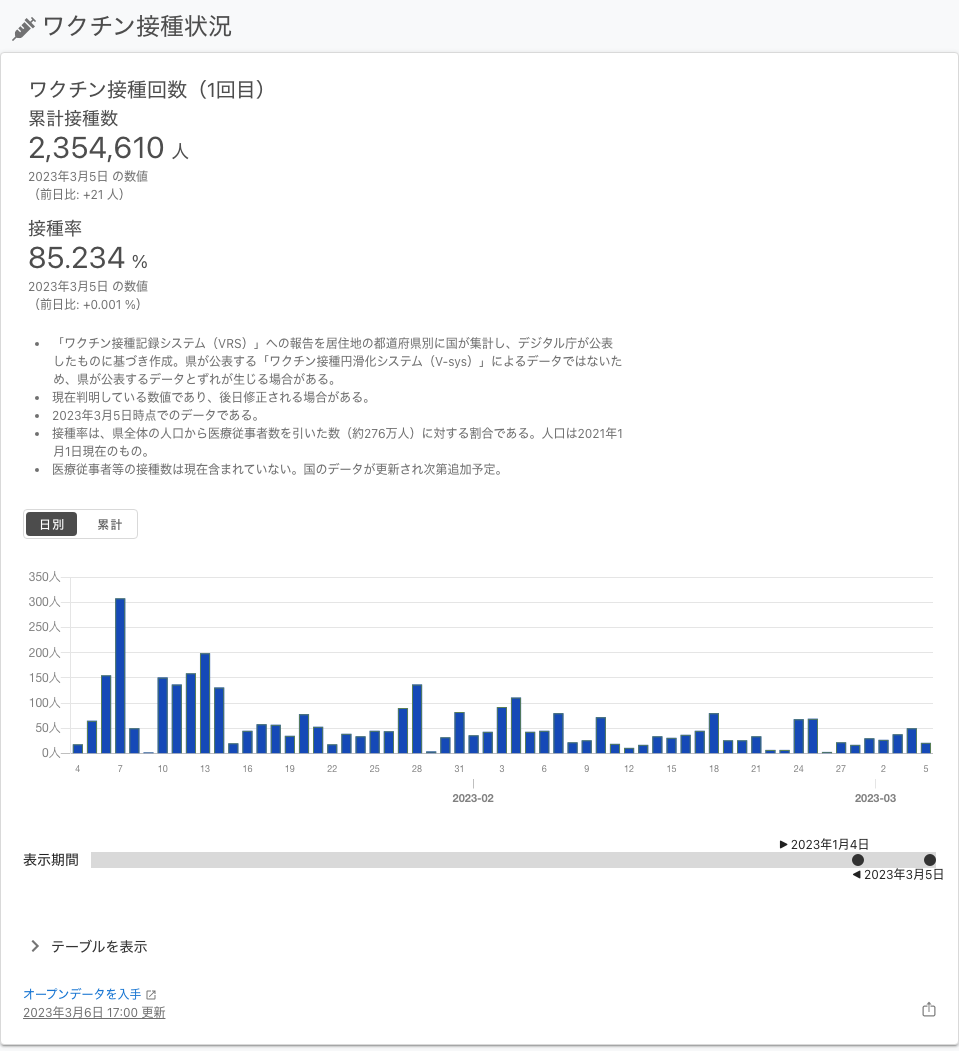 ワクチン接種状況
ワクチン接種回数（1回目）
累計接種数
2,354,610 人
2023年3月5日 の数値
（前日比: +21 人）
接種率
85.234 %
2023年3月5日 の数値
（前日比: +0.001 %）
• 「ワクチン接種記録システム（VRS）」への報告を居住地の都道府県別に国が集計し、デジタル庁が公表
したものに基づき作成。県が公表する「ワクチン接種円滑化システム（V-sys）」によるデータではないた
め、県が公表するデータとずれが生じる場合がある。
• 現在判明している数値であり、後日修正される場合がある。
• 2023年3月5日時点でのデータである。
• 接種率は、県全体の人口から医療従事者数を引いた数（約276万人）に対する割合である。人口は2021年1
月1日現在のもの。
• 医療従事者等の接種数は現在含まれていない。国のデータが更新され次第追加予定。
日別 累計
350人
300人
250人
200人
150人
100人
50人
0人
4 7 10 13 16 19 22 25 28 31 3 6 9 12 15 18 21 24 27 2 5
2023-02 2023-03
▶ 2023年1月4日
表示期間
◀ 2023年3月5日
テーブルを表示
オープンデータを入手
2023年3月6日 17:00 更新